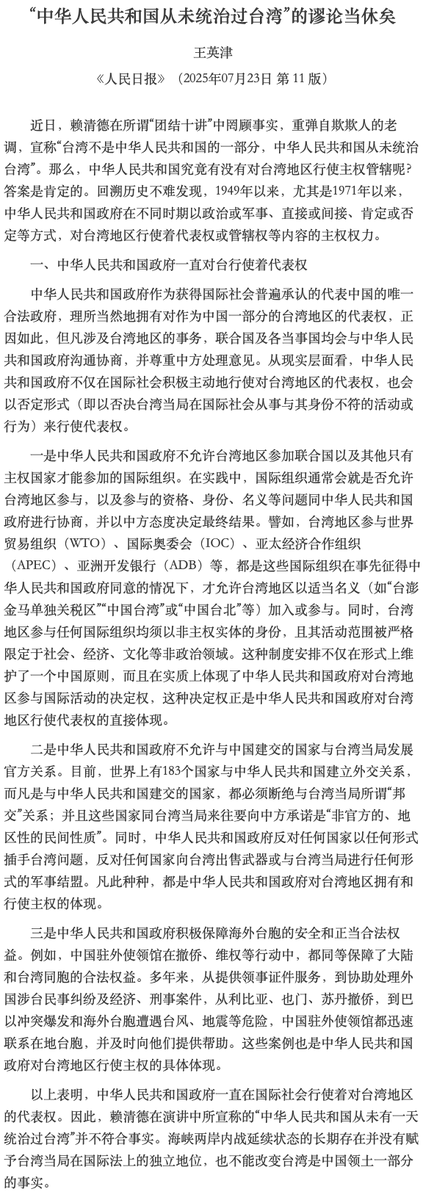 “中华人民共和国从未统治过台湾”的谬论当休矣
王英津
《人民日报》（2025年07月23日 第 11 版）
近日，赖清德在所谓“团结十讲”中罔顾事实，重弹自欺欺人的老
调，宣称“台湾不是中华人民共和国的一部分，中华人民共和国从未统治
台湾”。那么，中华人民共和国究竟有没有对台湾地区行使主权管辖呢？
答案是肯定的。回溯历史不难发现，1949年以来，尤其是1971年以来，
中华人民共和国政府在不同时期以政治或军事、直接或间接、肯定或否
定等方式，对台湾地区行使着代表权或管辖权等内容的主权权力。
一、中华人民共和国政府一直对台行使着代表权
中华人民共和国政府作为获得国际社会普遍承认的代表中国的唯一
合法政府，理所当然地拥有对作为中国一部分的台湾地区的代表权，正
因如此，但凡涉及台湾地区的事务，联合国及各当事国均会与中华人民
共和国政府沟通协商，并尊重中方处理意见。从现实层面看，中华人民
共和国政府不仅在国际社会积极主动地行使对台湾地区的代表权，也会
以否定形式（即以否决台湾当局在国际社会从事与其身份不符的活动或
行为）来行使代表权。
一是中华人民共和国政府不允许台湾地区参加联合国以及其他只有
主权国家才能参加的国际组织。在实践中，国际组织通常会就是否允许
台湾地区参与，以及参与的资格、身份、名义等问题同中华人民共和国
政府进行协商，并以中方态度决定最终结果。譬如，台湾地区参与世界
贸易组织（WTO）、国际奥委会（IOC）、亚太经济合作组织
（APEC）、亚洲开发银行（ADB）等，都是这些国际组织在事先征得中
华人民共和国政府同意的情况下，才允许台湾地区以适当名义（如“台澎
金马单独关税区”“中国台湾”或“中国台北”等）加入或参与。同时，台湾
地区参与任何国际组织均须以非主权实体的身份，且其活动范围被严格
限定于社会、经济、文化等非政治领域。这种制度安排不仅在形式上维
护了一个中国原则，而且在实质上体现了中华人民共和国政府对台湾地
区参与国际活动的决定权，这种决定权正是中华人民共和国政府对台湾
地区行使代表权的直接体现。
二是中华人民共和国政府不允许与中国建交的国家与台湾当局发展
官方关系。目前，世界上有183个国家与中华人民共和国建立外交关系，
而凡是与中华人民共和国建交的国家，都必须断绝与台湾当局所谓“邦
交”关系；并且这些国家同台湾当局来往要向中方承诺是“非官方的、地
区性的民间性质”。同时，中华人民共和国政府反对任何国家以任何形式
插手台湾问题，反对任何国家向台湾出售武器或与台湾当局进行任何形
式的军事结盟。凡此种种，都是中华人民共和国政府对台湾地区拥有和
行使主权的体现。
三是中华人民共和国政府积极保障海外台胞的安全和正当合法权
益。例如，中国驻外使领馆在撤侨、维权等行动中，都同等保障了大陆
和台湾同胞的合法权益。多年来，从提供领事证件服务，到协助处理外
国涉台民事纠纷及经济、刑事案件，从利比亚、也门、苏丹撤侨，到巴
以冲突爆发和海外台胞遭遇台风、地震等危险，中国驻外使领馆都迅速
联系在地台胞，并及时向他们提供帮助。这些案例也是中华人民共和
国政府对台湾地区行使主权的具体体现。
以上表明，中华人民共和国政府一直在国际社会行使着对台湾地区
的代表权。因此，赖清德在演讲中所宣称的“中华人民共和国从未有一天
统治过台湾”并不符合事实。海峡两岸内战延续状态的长期存在并没有赋
予台湾当局在国际法上的独立地位，也不能改变台湾是中国领土一部分
的事实。